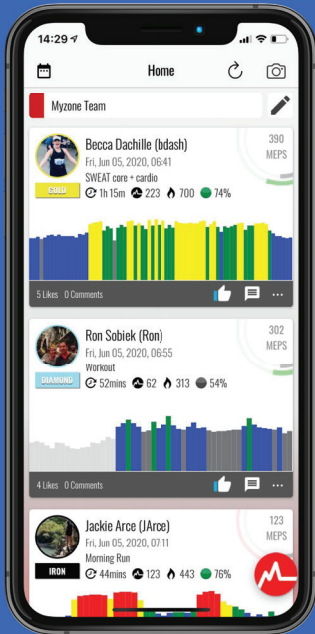 14:29
Home
Myzone Team
Becca Dachille (bdash)
Fri, Jun 05, 2020, 06:41
SWEAT core + cardio
GOLD
1h 15m 223 700 74%
390
MEPS
5 Likes 0 Comments
Ron Sobiek (Ron)
Fri, Jun 05, 2020, 06:55
Workout
DIAMOND
52mins 62 313 54%
302
MEPS
4 Likes 0 Comments
Jackie Arce (JArce)
Fri, Jun 05, 2020, 07:11
Morning Run
IRON
44mins 123 443 76%
123
MEPS